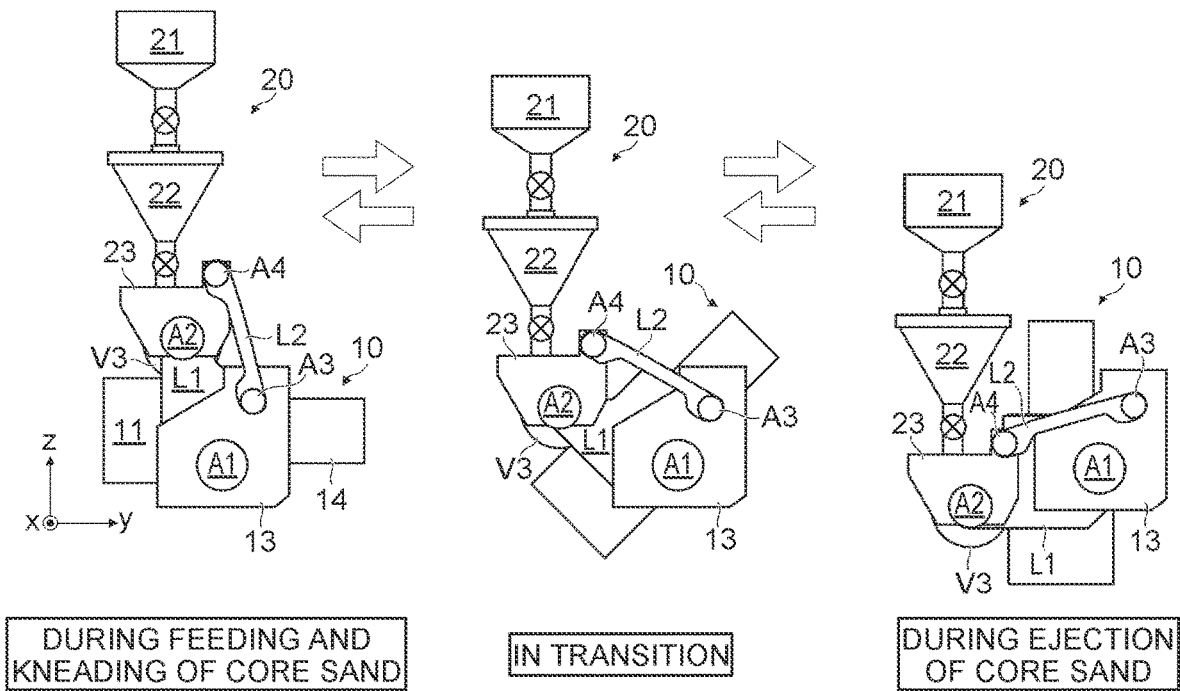 21
20
22
23
A4
A2
L2
V3
L1
A3
10
11
A1
14
13
z
x
y
DURING FEEDING AND
KNEADING OF CORE SAND
21
20
22
10
A4
L2
23
A2
A3
V3
L1
A1
13
IN TRANSITION
21
20
10
22
A3
L2
A4
23
A1
A2
13
L1
V3
DURING EJECTION
OF CORE SAND